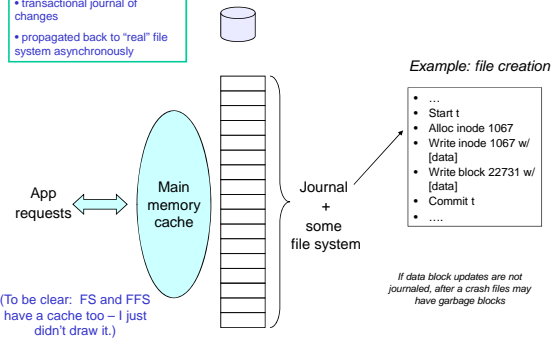 • transactional journal of
changes
• propagated back to “real” file
system asynchronously
Example: file creation
• …
• Start t
• Alloc inode 1067
• Write inode 1067 w/
[data]
• Write block 22731 w/
[data]
• Commit t
• ….
App
requests
Main
memory
cache
Journal
+
some
file system
If data block updates are not
journaled, after a crash files may
have garbage blocks
(To be clear:  FS and FFS
have a cache too – I just
didn’t draw it.)